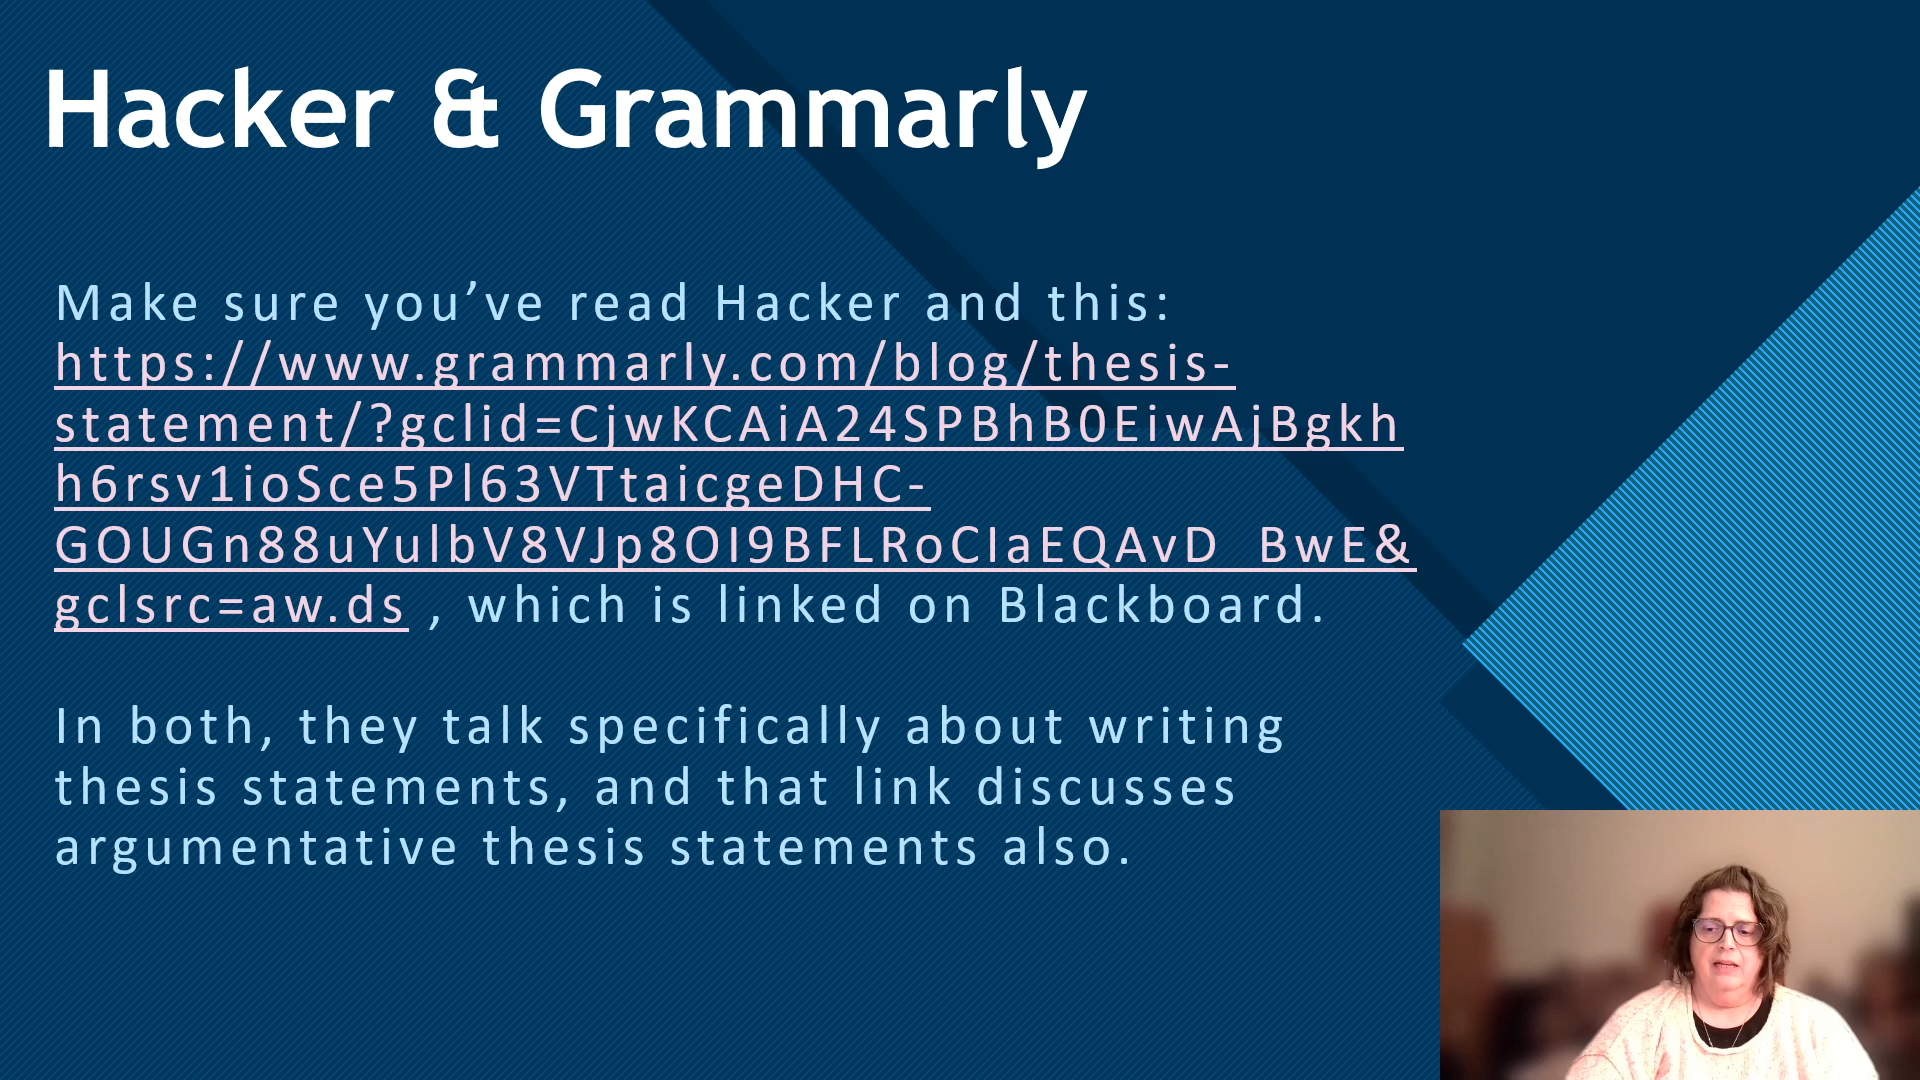 Hacker & Grammarly
Make sure you’ve read Hacker and this:
https://www.grammarly.com/blog/thesis-
statement/?gclid=CjwKCAiA24SPBhB0EiwAjBgkh
h6rsv1ioSce5Pl63VTtaicgeDHC-
GOUGn88uYulbV8VJp8OI9BFLRoCIaEQAvD_BwE&
gclsrc=aw.ds , which is linked on Blackboard.
In both, they talk specifically about writing
thesis statements, and that link discusses
argumentative thesis statements also.